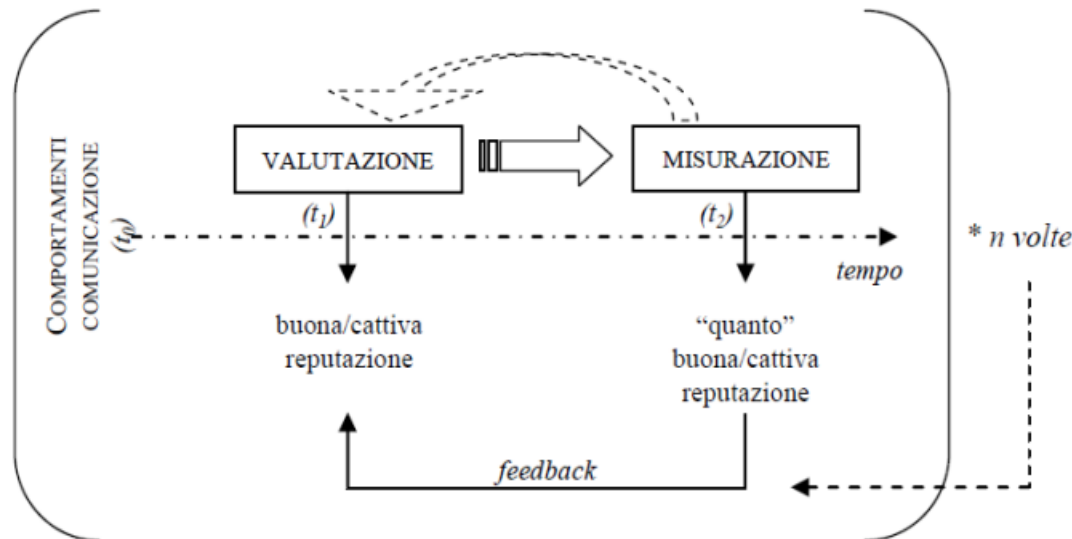 COMPORTAMENTI
COMUNICAZIONE
(t0)
VALUTAZIONE
MISURAZIONE
(t1)
(t2)
tempo
* n volte
buona/cattiva
reputazione
“quanto”
buona/cattiva
reputazione
feedback